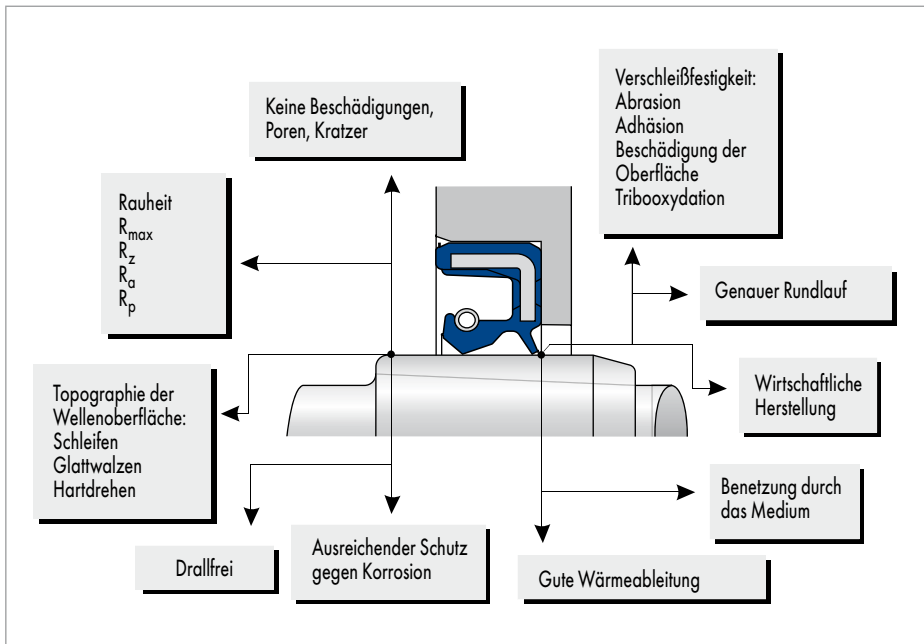 Keine Beschädigungen,
Poren, Kratzer
Verschleißfestigkeit:
Abrasion
Adhäsion
Beschädigung der
Oberfläche
Tribooxydation
Rauheit
Rmax
Rz
Ra
Rp
Genauer Rundlauf
Topographie der
Wellenoberfläche:
Schleifen
Glattwalzen
Hartdrehen
Wirtschaftliche
Herstellung
Benetzung durch
das Medium
Drallfrei
Ausreichender Schutz
gegen Korrosion
Gute Wärmeableitung